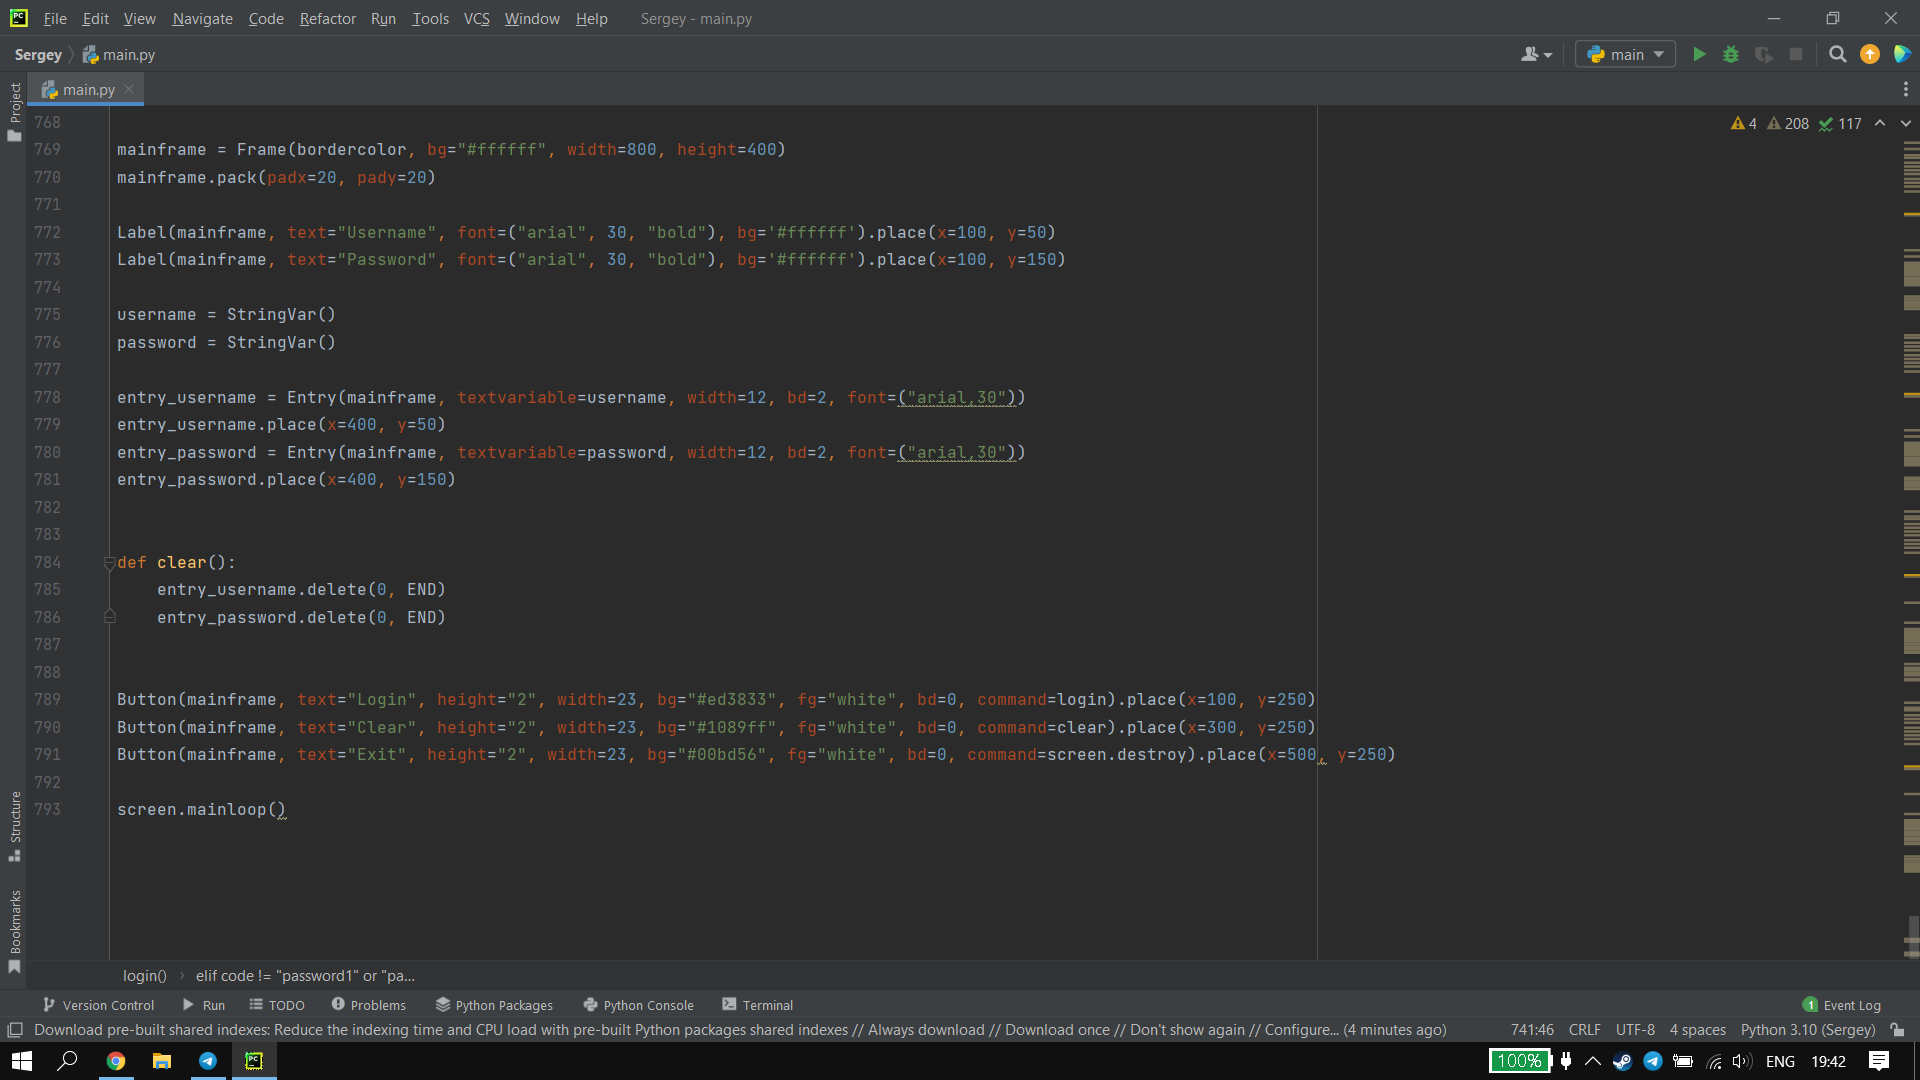 File Edit View Navigate Code Refactor Run Tools VCS Window Help Sergey - main.py
Sergey main.py main
Project
main.py
4 208 117
768
769 mainframe = Frame(bordercolor, bg="#ffffff", width=800, height=400)
770 mainframe.pack(padx=20, pady=20)
771
772 Label(mainframe, text="Username", font=("arial", 30, "bold"), bg='#ffffff').place(x=100, y=50)
773 Label(mainframe, text="Password", font=("arial", 30, "bold"), bg='#ffffff').place(x=100, y=150)
774
775 username = StringVar()
776 password = StringVar()
777
778 entry_username = Entry(mainframe, textvariable=username, width=12, bd=2, font=("arial,30"))
779 entry_username.place(x=400, y=50)
780 entry_password = Entry(mainframe, textvariable=password, width=12, bd=2, font=("arial,30"))
781 entry_password.place(x=400, y=150)
782
783
784 def clear():
785 entry_username.delete(0, END)
786 entry_password.delete(0, END)
787
788
789 Button(mainframe, text="Login", height="2", width=23, bg="#ed3833", fg="white", bd=0, command=login).place(x=100, y=250)
790 Button(mainframe, text="Clear", height="2", width=23, bg="#1089ff", fg="white", bd=0, command=clear).place(x=300, y=250)
791 Button(mainframe, text="Exit", height="2", width=23, bg="#00bd56", fg="white", bd=0, command=screen.destroy).place(x=500, y=250)
792
793 screen.mainloop()
Structure
Bookmarks
login() elif code != "password1" or "pa...
Version Control Run TODO Problems Python Packages Python Console Terminal 1 Event Log
Download pre-built shared indexes: Reduce the indexing time and CPU load with pre-built Python packages shared indexes // Always download // Download once // Don't show again // Configure... (4 minutes ago) 741:46 CRLF UTF-8 4 spaces Python 3.10 (Sergey)
PC 100% ENG 19:42